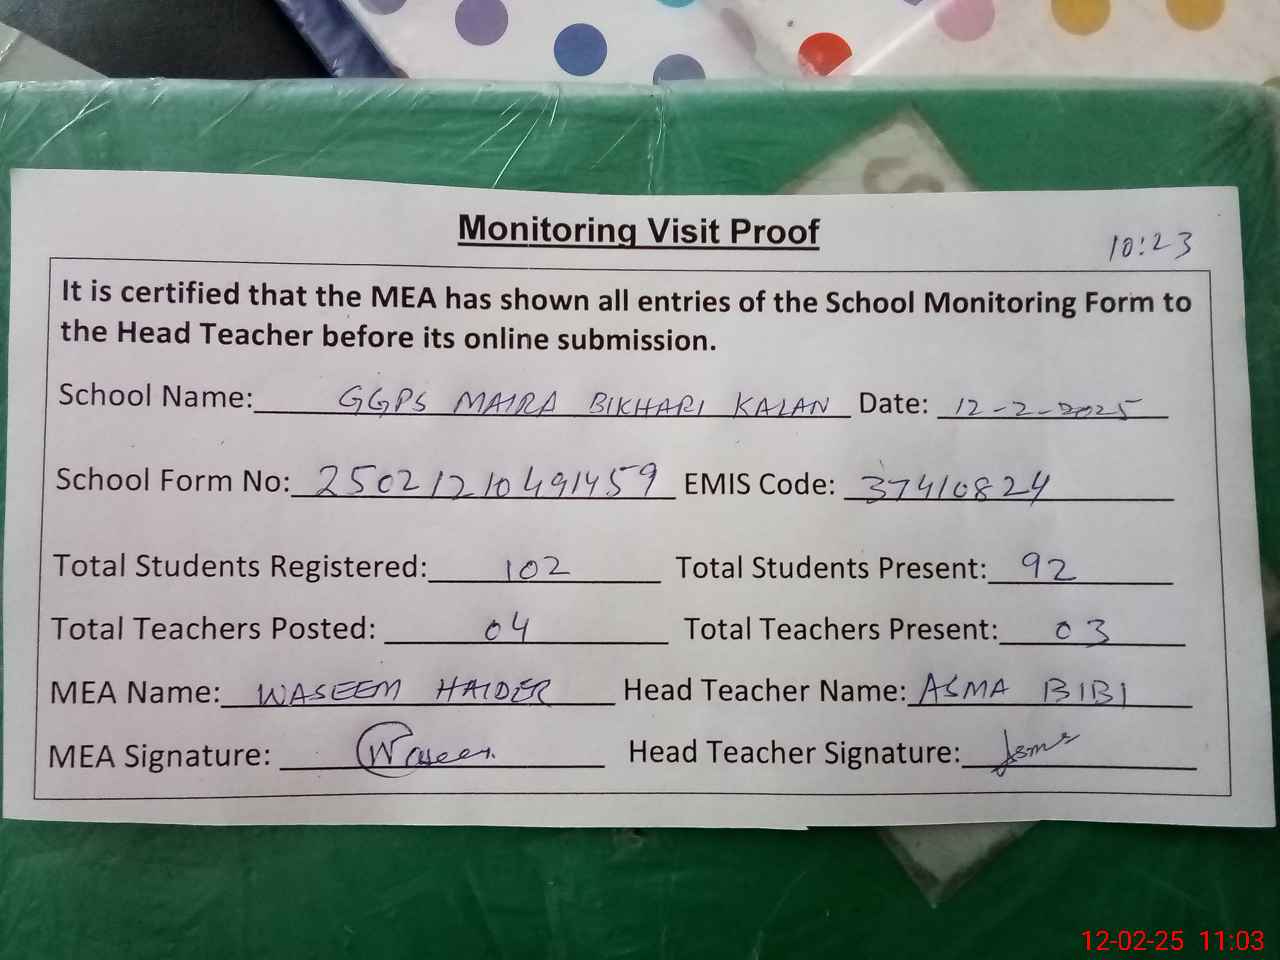 Monitoring Visit Proof
10:23
It is certified that the MEA has shown all entries of the School Monitoring Form to
the Head Teacher before its online submission.
School Name: GGPS MAIRA BIKHARI KALAN Date: 12-2-2025
School Form No: 25021210491459 EMIS Code: 37410824
Total Students Registered: 102 Total Students Present: 92
Total Teachers Posted: 04 Total Teachers Present: 03
MEA Name: WASEEM HAIDER Head Teacher Name: ASMA BIBI
MEA Signature: Waseem Head Teacher Signature: Asma
12-02-25 11:03